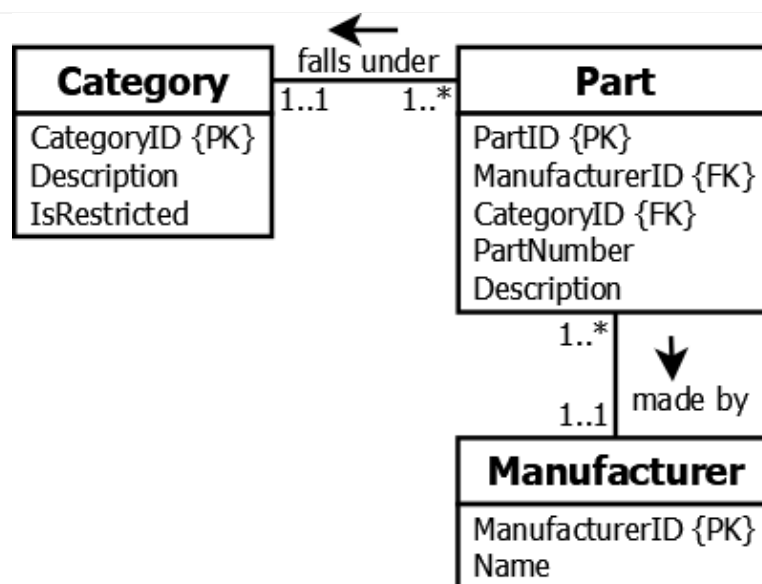 Category
CategoryID {PK}
Description
IsRestricted
falls under
1..1 1..*
Part
PartID {PK}
ManufacturerID {FK}
CategoryID {FK}
PartNumber
Description
1..*
made by
1..1
Manufacturer
ManufacturerID {PK}
Name